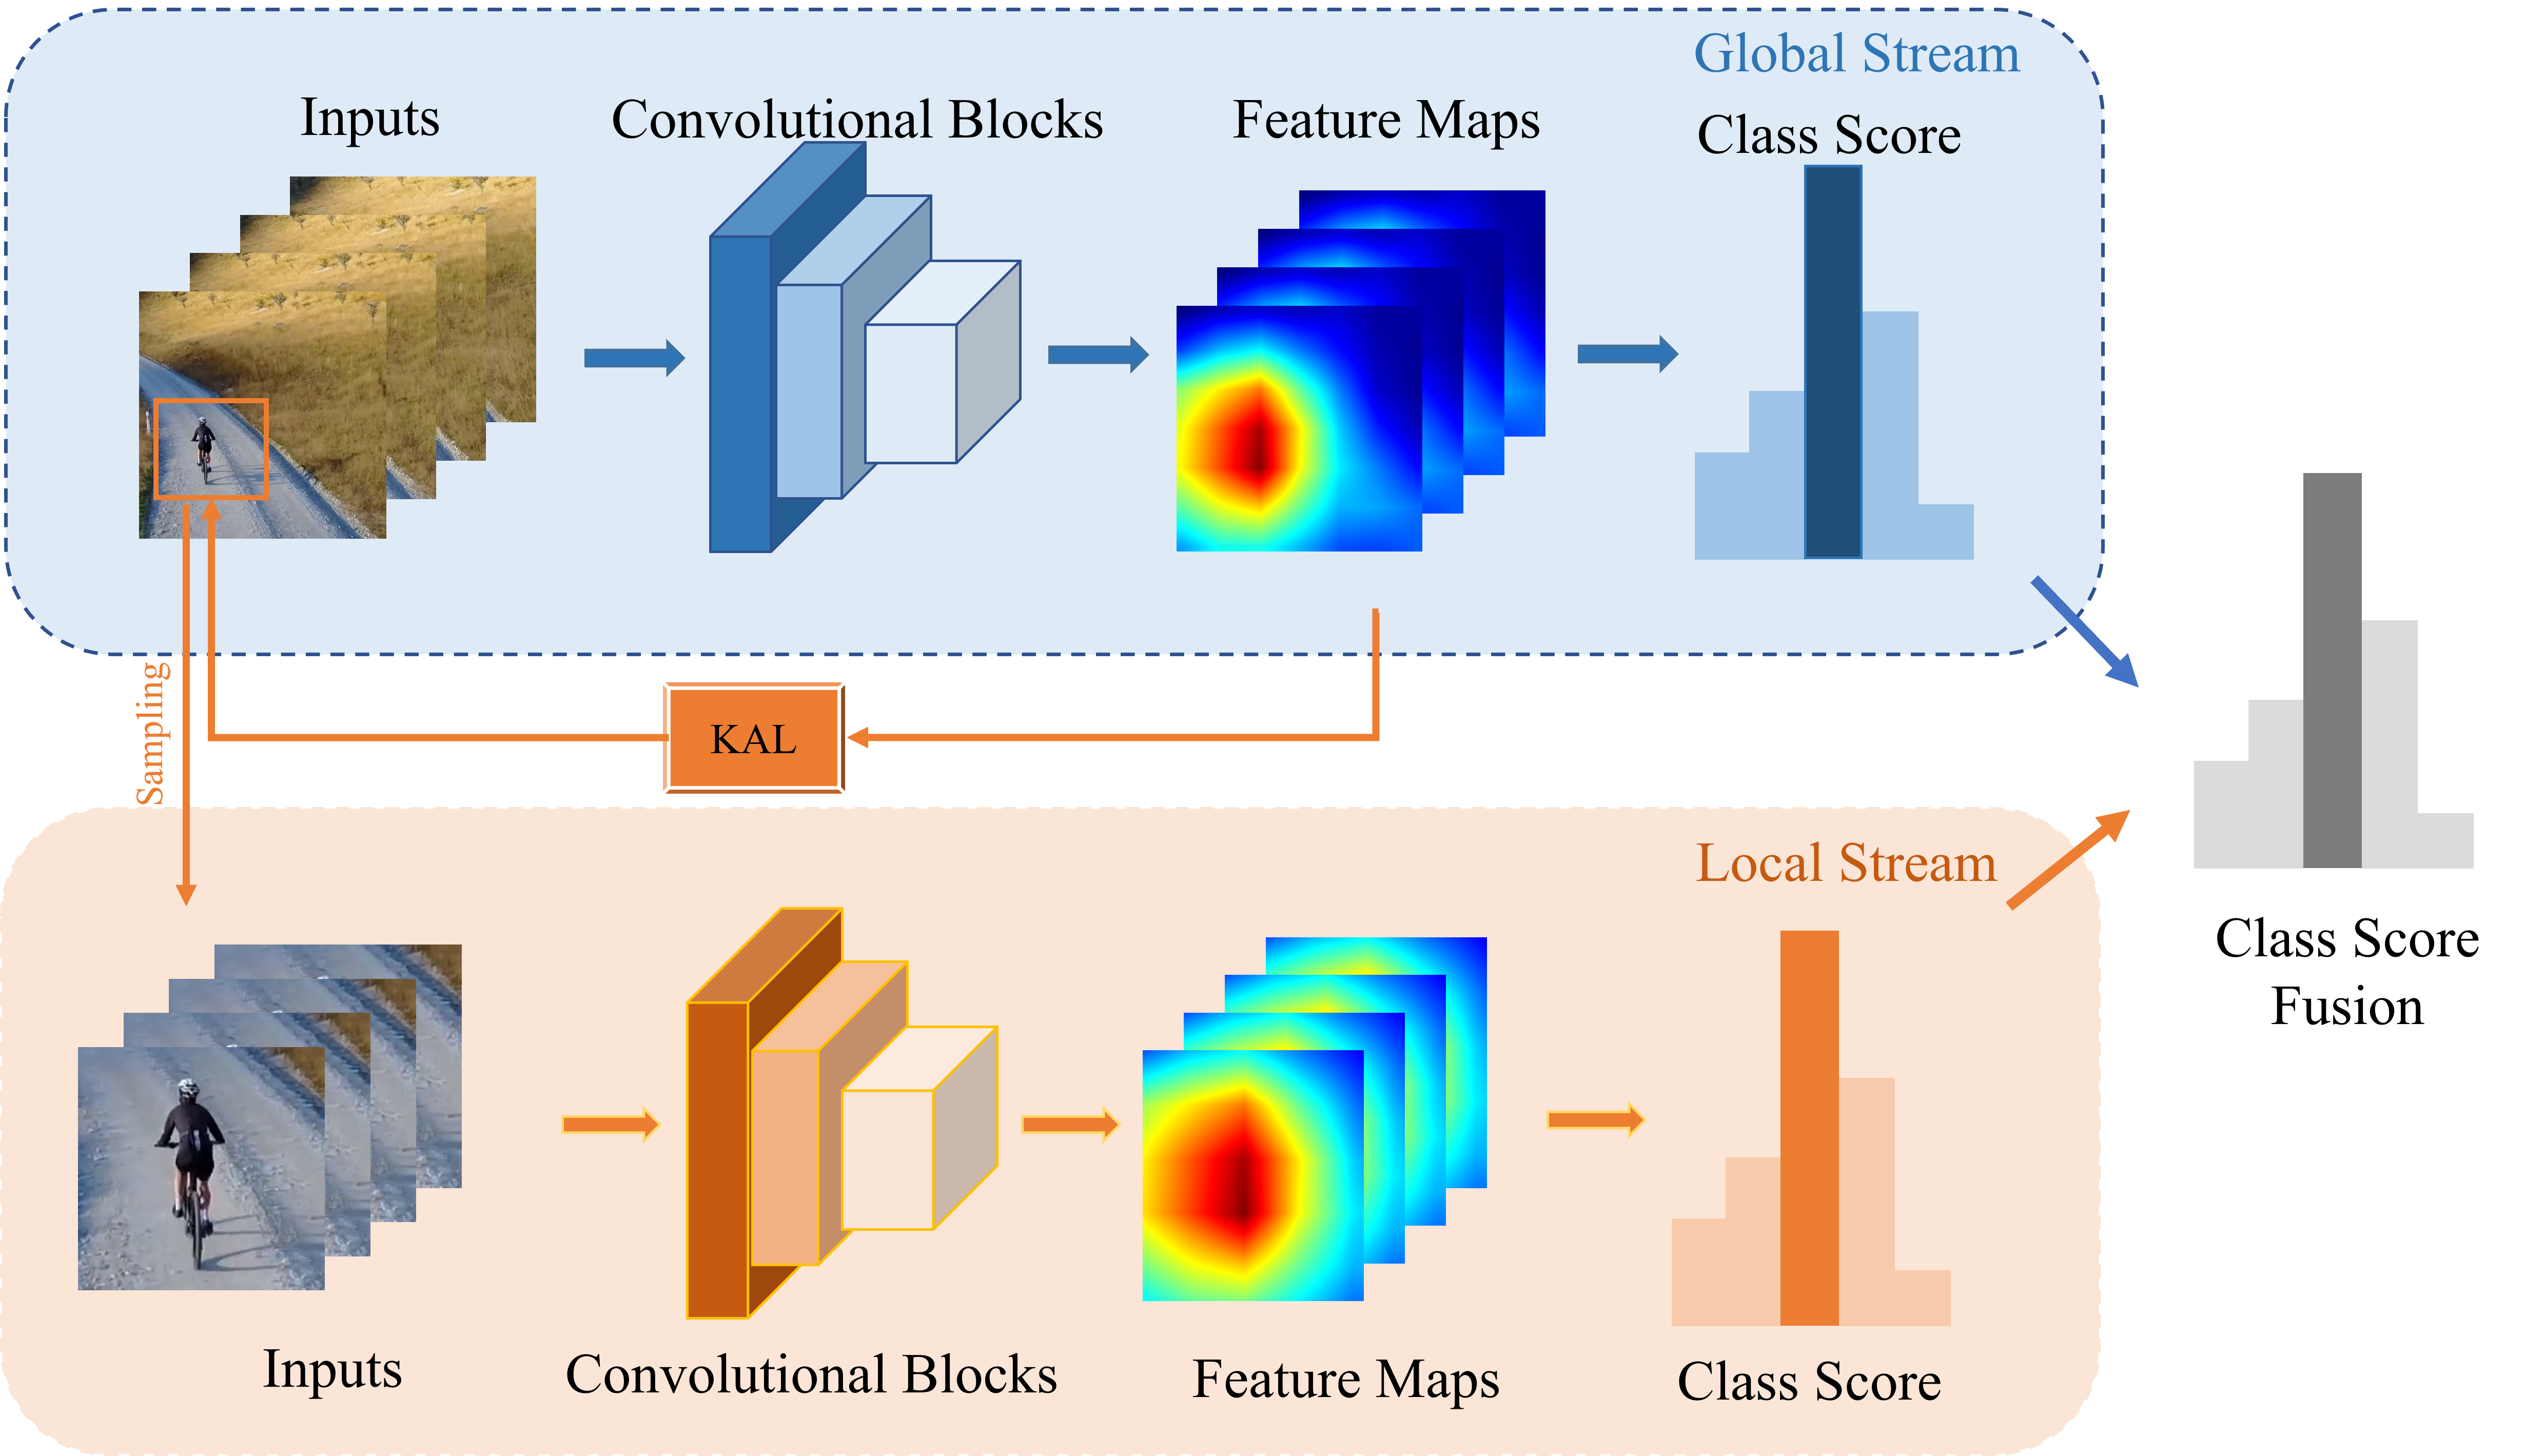 Global Stream
Inputs
Convolutional Blocks
Feature Maps
Class Score
Sampling
KAL
Local Stream
Class Score
Fusion
Inputs
Convolutional Blocks
Feature Maps
Class Score